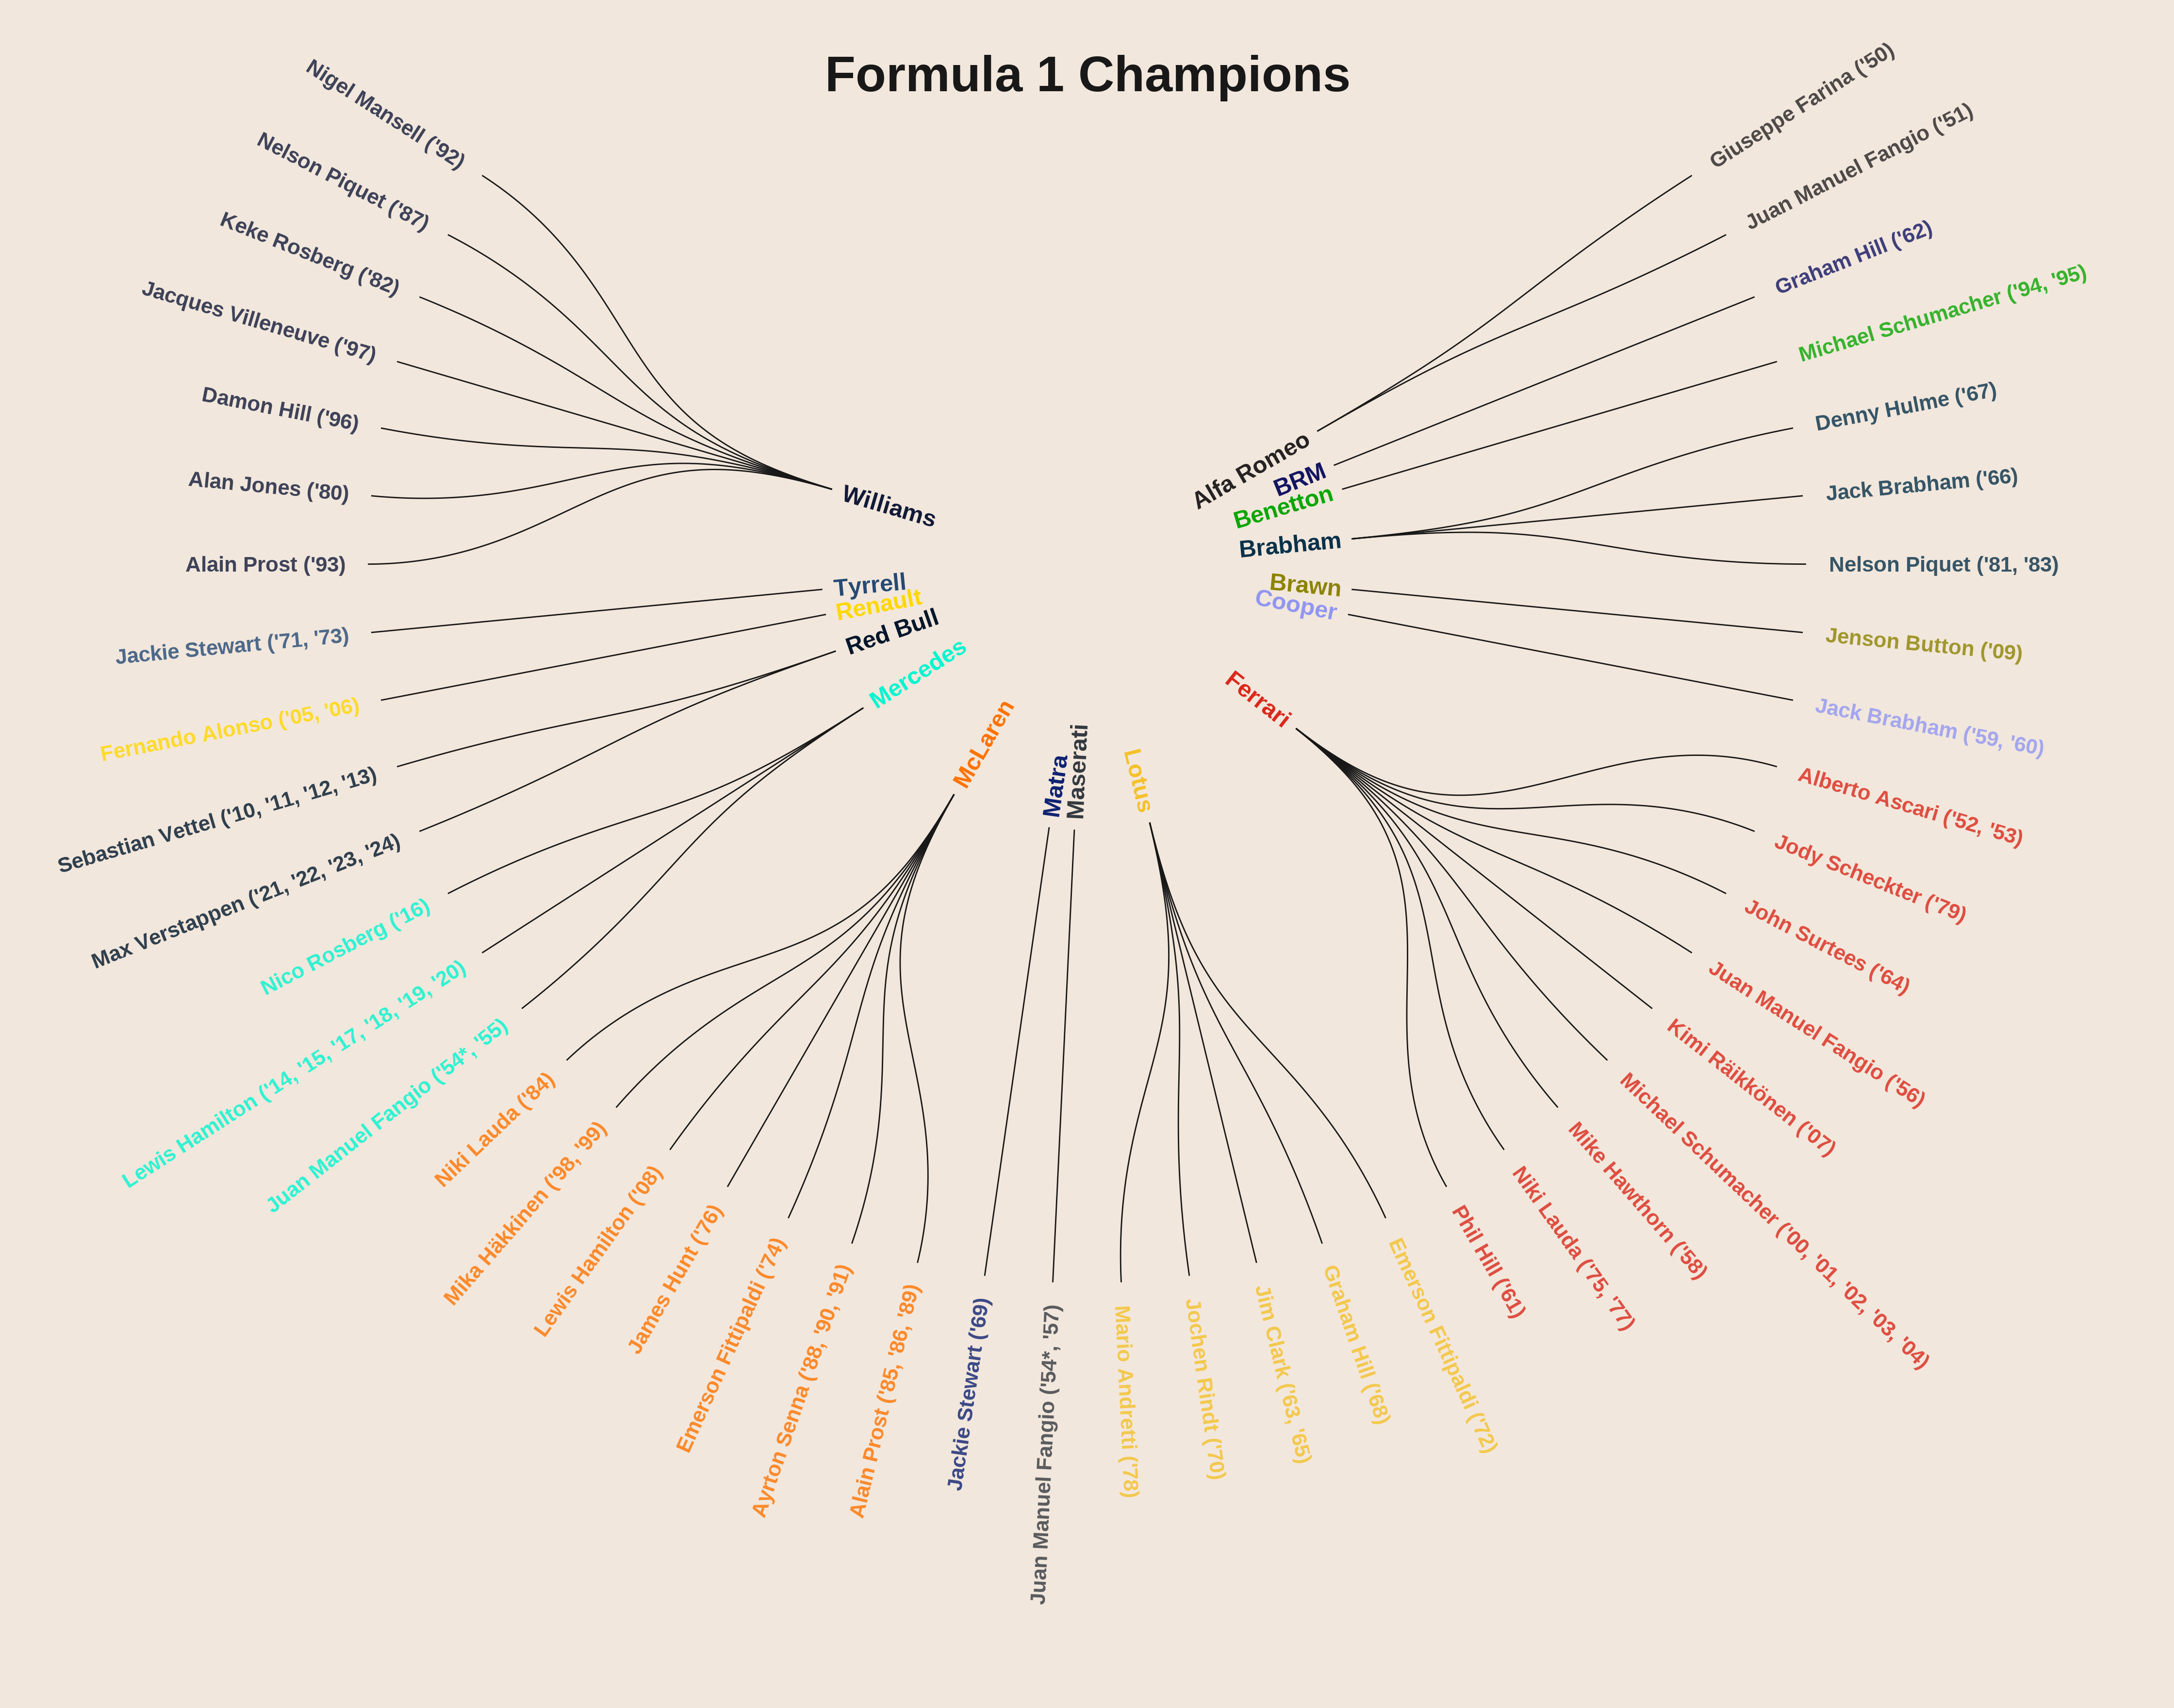 Formula 1 Champions
Alfa Romeo
Giuseppe Farina ('50)
Juan Manuel Fangio ('51)
BRM
Graham Hill ('62)
Benetton
Michael Schumacher ('94, '95)
Brabham
Denny Hulme ('67)
Jack Brabham ('66)
Nelson Piquet ('81, '83)
Brawn
Jenson Button ('09)
Cooper
Jack Brabham ('59, '60)
Ferrari
Alberto Ascari ('52, '53)
Jody Scheckter ('79)
John Surtees ('64)
Juan Manuel Fangio ('56)
Kimi Räikkönen ('07)
Michael Schumacher ('00, '01, '02, '03, '04)
Mike Hawthorn ('58)
Niki Lauda ('75, '77)
Phil Hill ('61)
Lotus
Emerson Fittipaldi ('72)
Graham Hill ('68)
Jim Clark ('63, '65)
Jochen Rindt ('70)
Mario Andretti ('78)
Maserati
Juan Manuel Fangio ('54*, '57)
Matra
Jackie Stewart ('69)
McLaren
Alain Prost ('85, '86, '89)
Ayrton Senna ('88, '90, '91)
Emerson Fittipaldi ('74)
James Hunt ('76)
Lewis Hamilton ('08)
Mika Häkkinen ('98, '99)
Niki Lauda ('84)
Mercedes
Juan Manuel Fangio ('54*, '55)
Lewis Hamilton ('14, '15, '17, '18, '19, '20)
Nico Rosberg ('16)
Red Bull
Max Verstappen ('21, '22, '23, '24)
Sebastian Vettel ('10, '11, '12, '13)
Renault
Fernando Alonso ('05, '06)
Tyrrell
Jackie Stewart ('71, '73)
Williams
Alain Prost ('93)
Alan Jones ('80)
Damon Hill ('96)
Jacques Villeneuve ('97)
Keke Rosberg ('82)
Nelson Piquet ('87)
Nigel Mansell ('92)